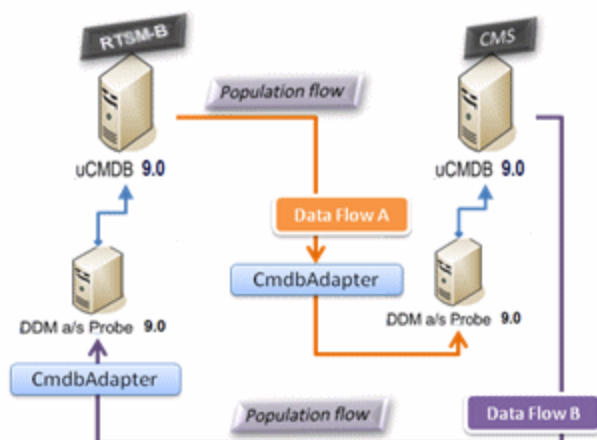 RTSM-B
CMS
Population flow
uCMDB 9.0
uCMDB 9.0
Data Flow A
CmdbAdapter
DDM a/s Probe 9.0
DDM a/s Probe 9.0
CmdbAdapter
Population flow
Data Flow B